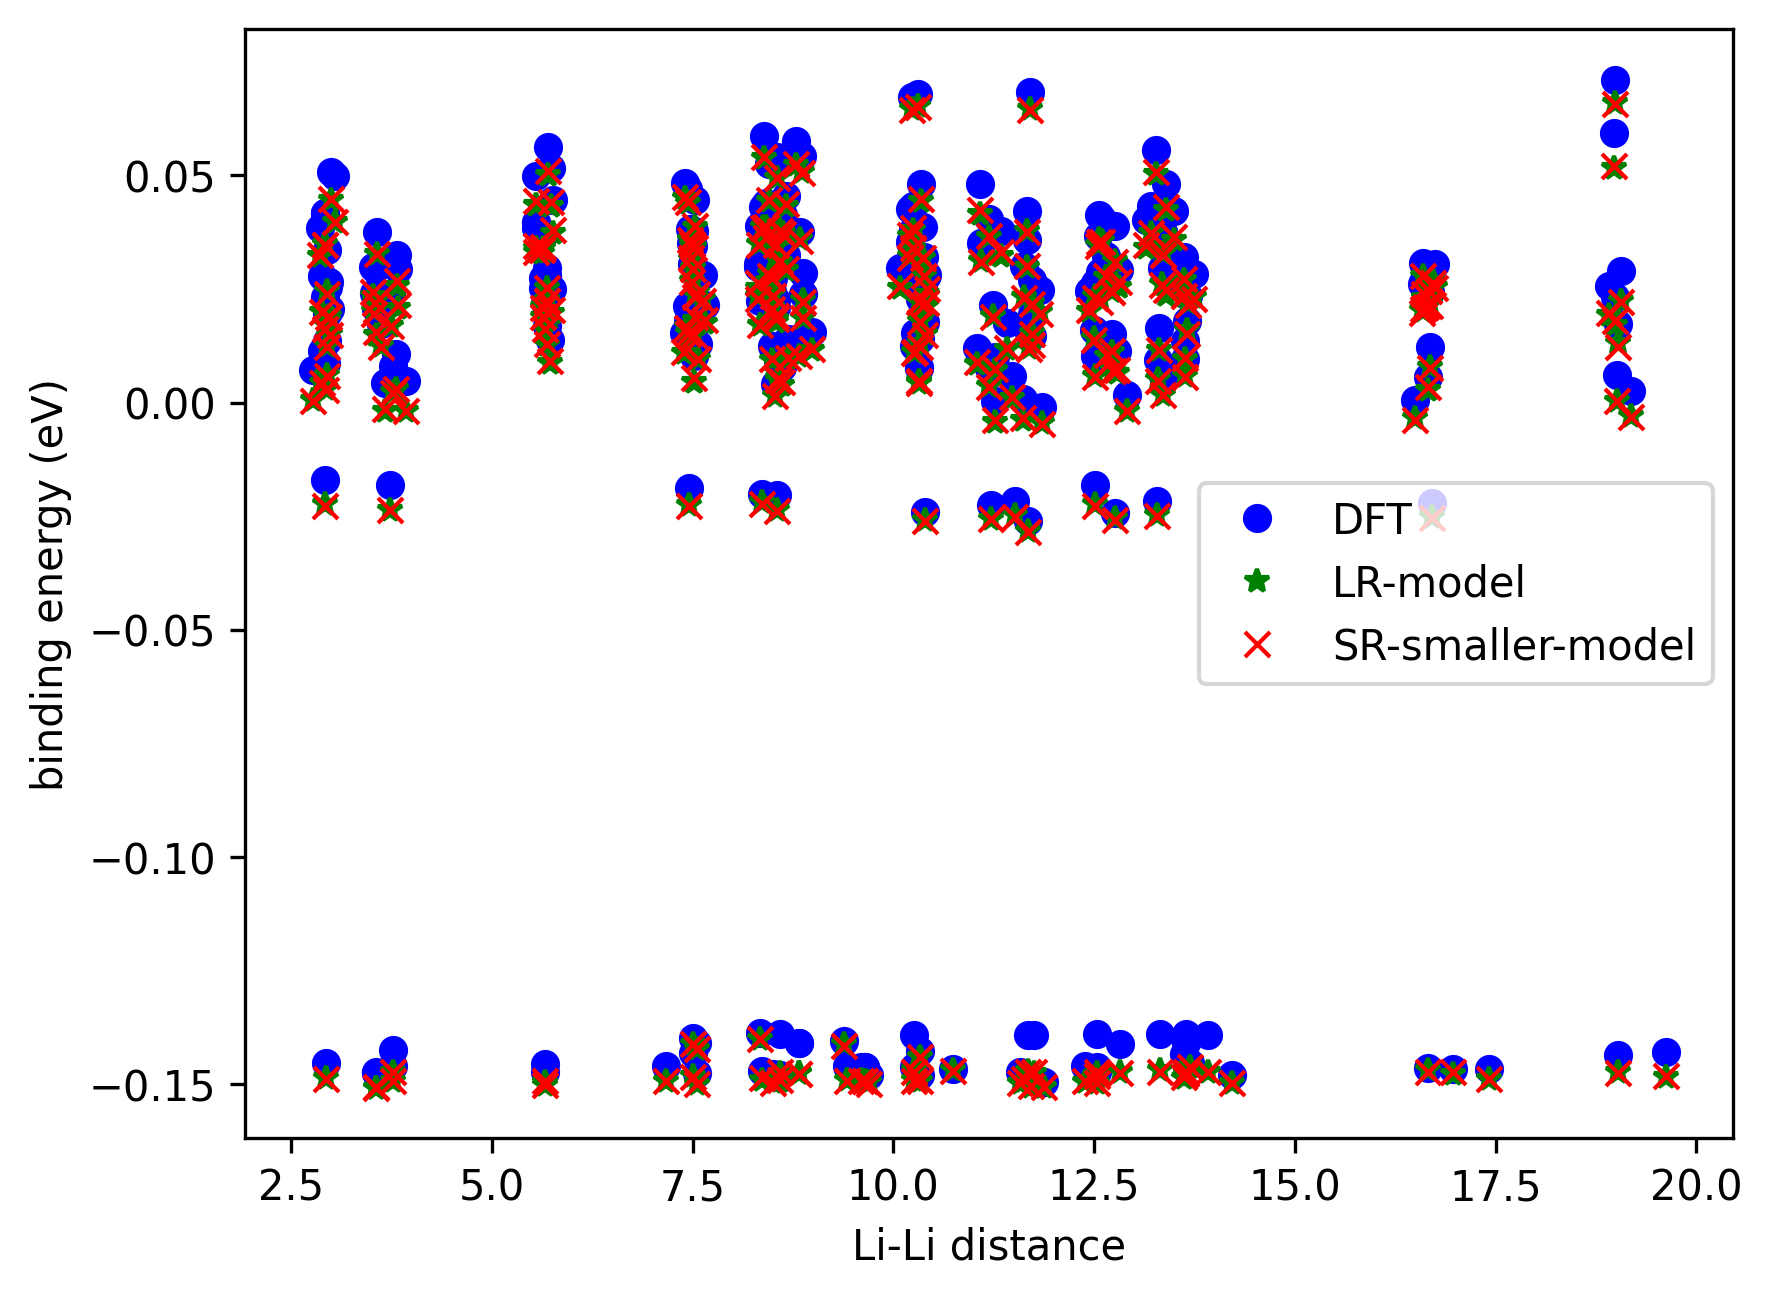 0.05
0.00
−0.05
−0.10
−0.15
binding energy (eV)
DFT
LR-model
SR-smaller-model
2.5 5.0 7.5 10.0 12.5 15.0 17.5 20.0
Li-Li distance